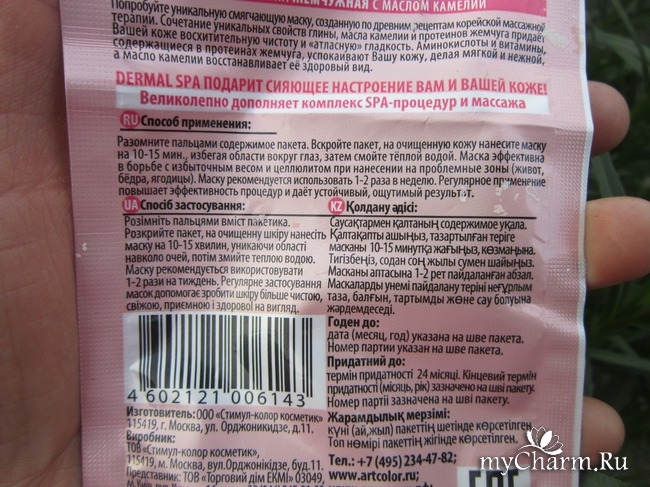 ЖЕМЧУЖНАЯ С МАСЛОМ КАМЕЛИИ
Попробуйте уникальную смягчающую маску, созданную по древним рецептам корейской массажной
терапии. Сочетание уникальных свойств глины, масла камелии и протеинов жемчуга придаёт
Вашей коже восхитительную чистоту и «атласную» гладкость. Аминокислоты и витамины,
содержащиеся в протеинах жемчуга, успокаивают Вашу кожу, делая мягкой и нежной,
а масло камелии восстанавливает её здоровый вид.
DERMAL SPA ПОДАРИТ СИЯЮЩЕЕ НАСТРОЕНИЕ ВАМ И ВАШЕЙ КОЖЕ!
Великолепно дополняет комплекс SPA-процедур и массажа
RU Способ применения:
Разомните пальцами содержимое пакета. Вскройте пакет, на очищенную кожу нанесите маску
на 10-15 мин., избегая области вокруг глаз, затем смойте тёплой водой. Маска эффективна
в борьбе с избыточным весом и целлюлитом при нанесении на проблемные зоны (живот,
бёдра, ягодицы). Маску рекомендуется использовать 1-2 раза в неделю. Регулярное применение
повышает эффективность процедур и даёт устойчивый, ощутимый результат.
UA Спосіб застосування:
Розімніть пальцями вміст пакетика.
Розкрийте пакет, на очищену шкіру нанесіть
маску на 10-15 хвилин, уникаючи області
навколо очей, потім змийте теплою водою.
Маску рекомендується використовувати
1-2 рази на тиждень. Регулярне застосування
масок допомогає зробити шкіру більше чистою,
свіжою, приємною і здорової на вигляд.
4 602121 006143
Изготовитель: ООО «Стимул-колор косметик»
115419, г. Москва, ул. Орджоникидзе, д.11.
Виробник:
ТОВ «Стимул-колор косметик»,
115419, м. Москва, вул.Орджонікідзе, буд.11.
ТОВ «Торговий дім ЕКМІ» 03049,
KZ Қолдану әдісі:
Саусақтармен қалтаның содержимое уқала.
Қалтақапты ашыңыз, тазартылған теріге
масканы 10-15 минутқа жағыңыз, көзмаңына
Тигізбеңіз, содан соң жылы сумен шайыңыз.
Масканы аптасына 1-2 рет пайдаланған абзал.
Маскаларды унемі пайдалану теріні неғұрлым
таза, балғын, тартымды және сау болуына
жәрдемдеседі.
Годен до:
дата (месяц, год) указана на шве пакета.
Номер партии указан на шве пакета.
Придатний до:
термін придатності 24 місяці. Кінцевий термін
придатності (місяць, рік) зазначено на шві пакету.
Номер партії зазначено на шві пакету.
Жарамдылық мерзімі:
күні (ай,жыл) пакеттің шетінде көрсетілген.
Топ нөмірі пакеттің жігінде көрсетілген.
Тел.: +7 (495) 234-47-82;
www.artcolor.ru
myCharm.Ru